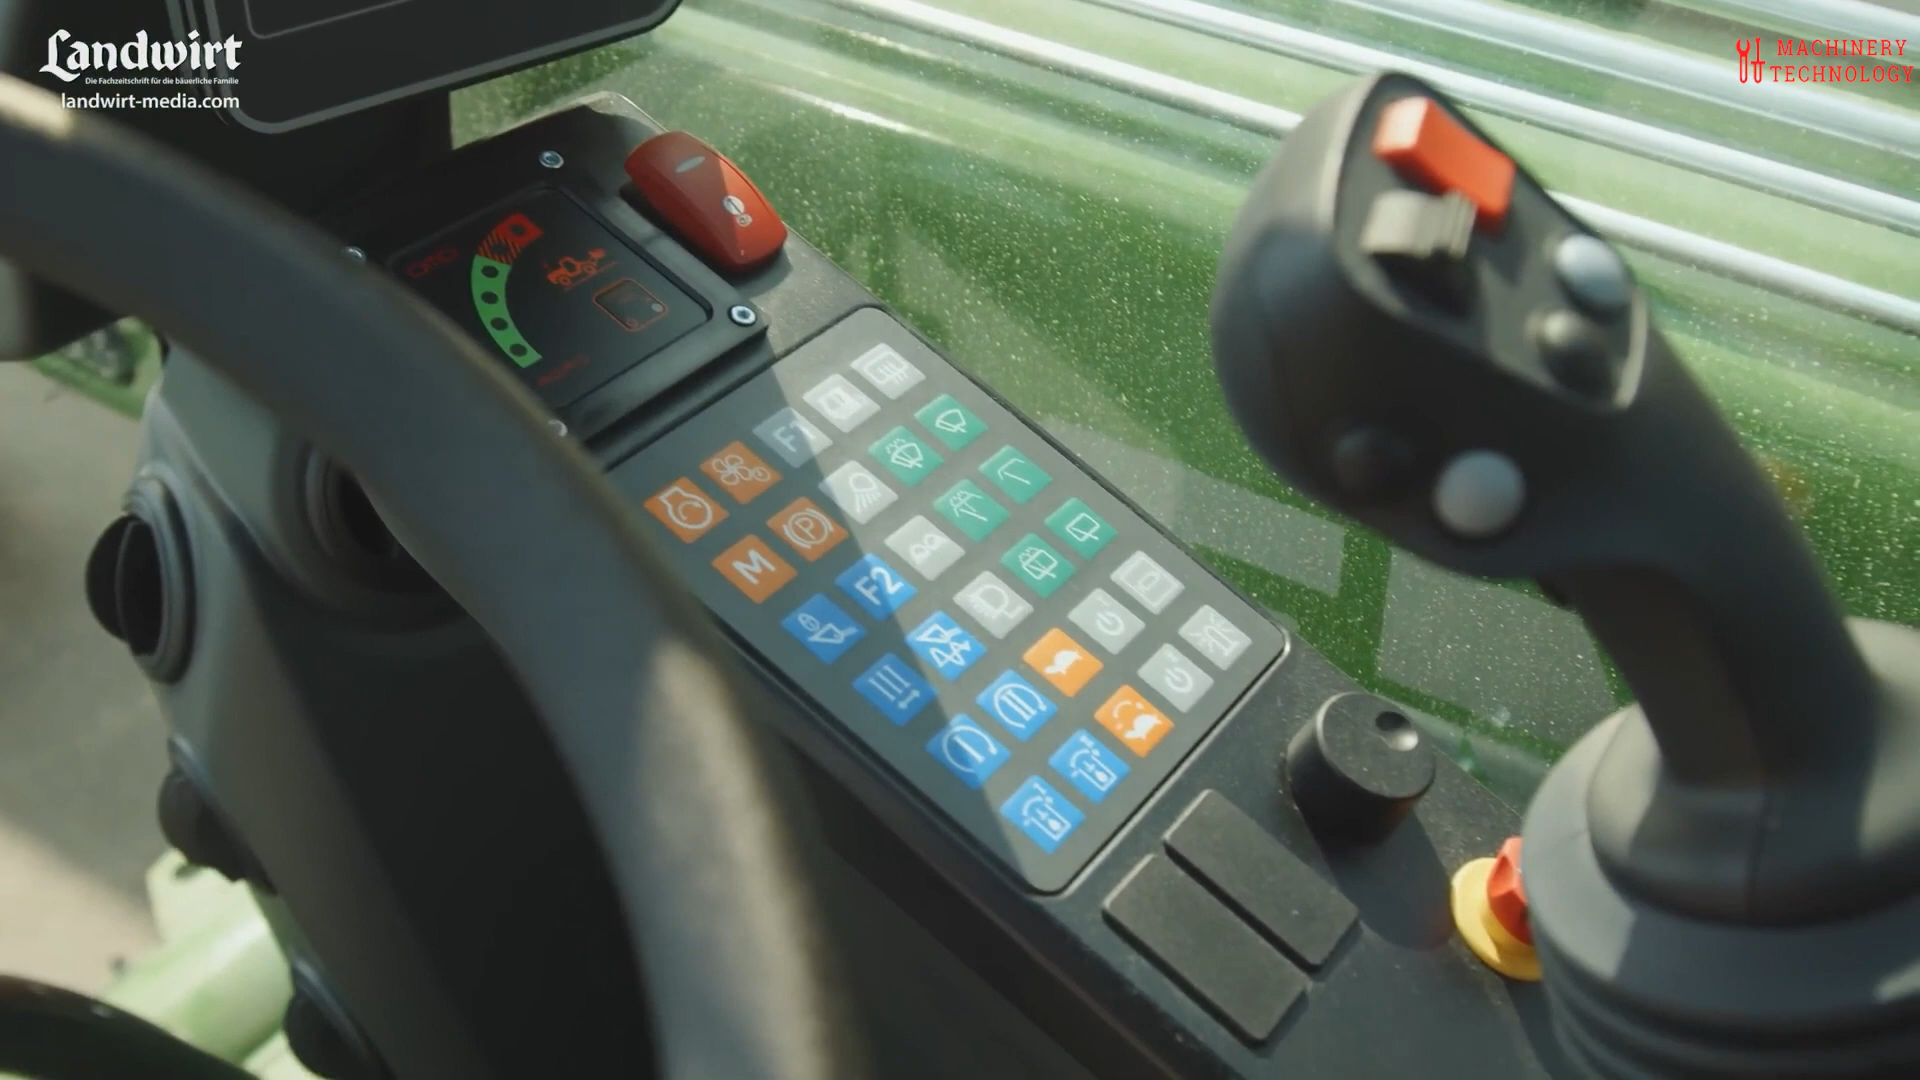 Landwirt
Die Fachzeitschrift für die bäuerliche Familie
landwirt-media.com
MACHINERY
TECHNOLOGY
F1
P
M
F2